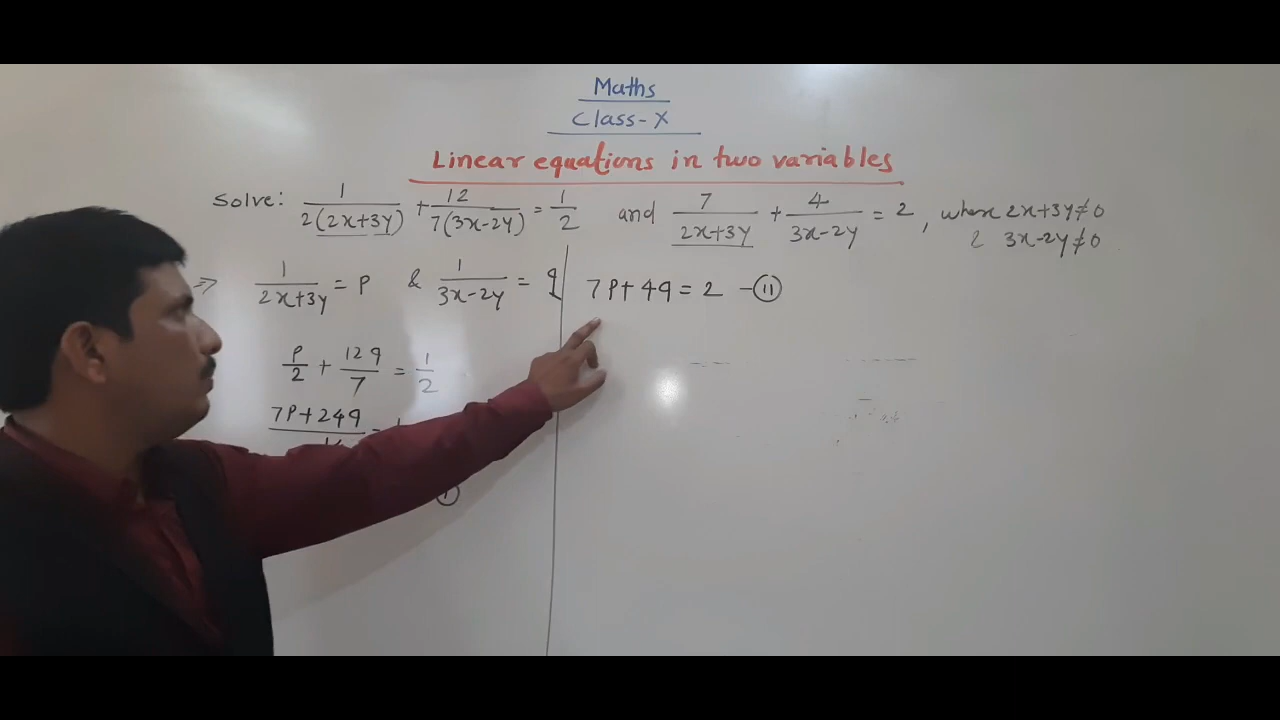 Maths
Class-X
Linear equations in two variables
Solve: 1/2(2x+3y) + 12/7(3x-2y) = 1/2 and 7/2x+3y + 4/3x-2y = 2, where 2x+3y≠0
& 3x-2y≠0
⇒ 1/2x+3y = P & 1/3x-2y = q
7P+4q = 2 -(II)
P/2 + 12q/7 = 1/2
7P+24q